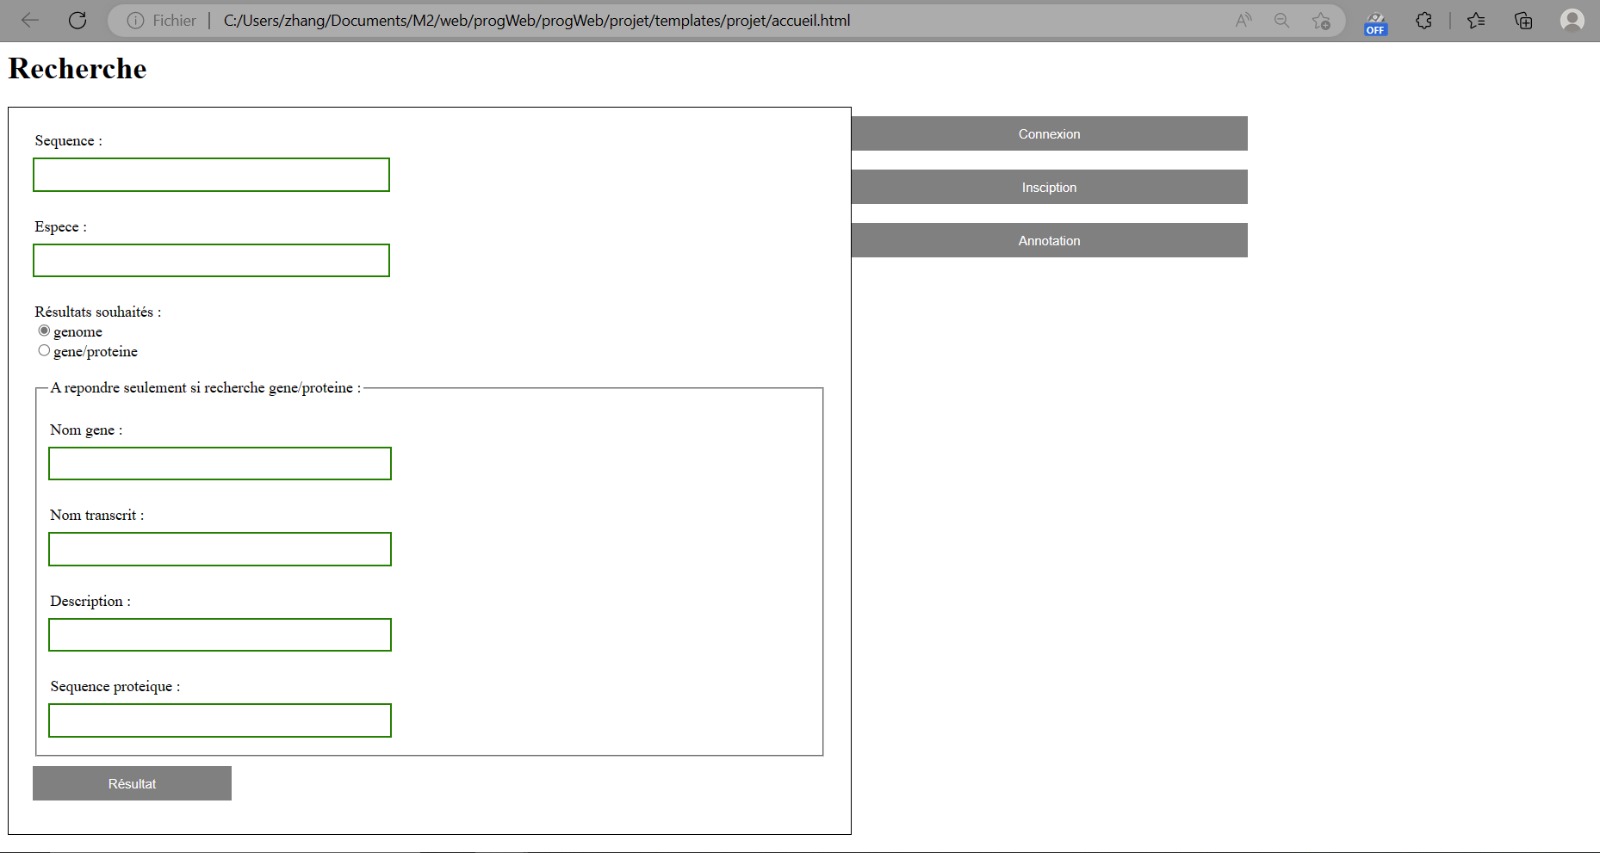 Fichier | C:/Users/zhang/Documents/M2/web/progWeb/progWeb/projet/templates/projet/accueil.html
OFF
Recherche
Sequence :
Espece :
Résultats souhaités :
genome
gene/proteine
A repondre seulement si recherche gene/proteine :
Nom gene :
Nom transcrit :
Description :
Sequence proteique :
Résultat
Connexion
Insciption
Annotation